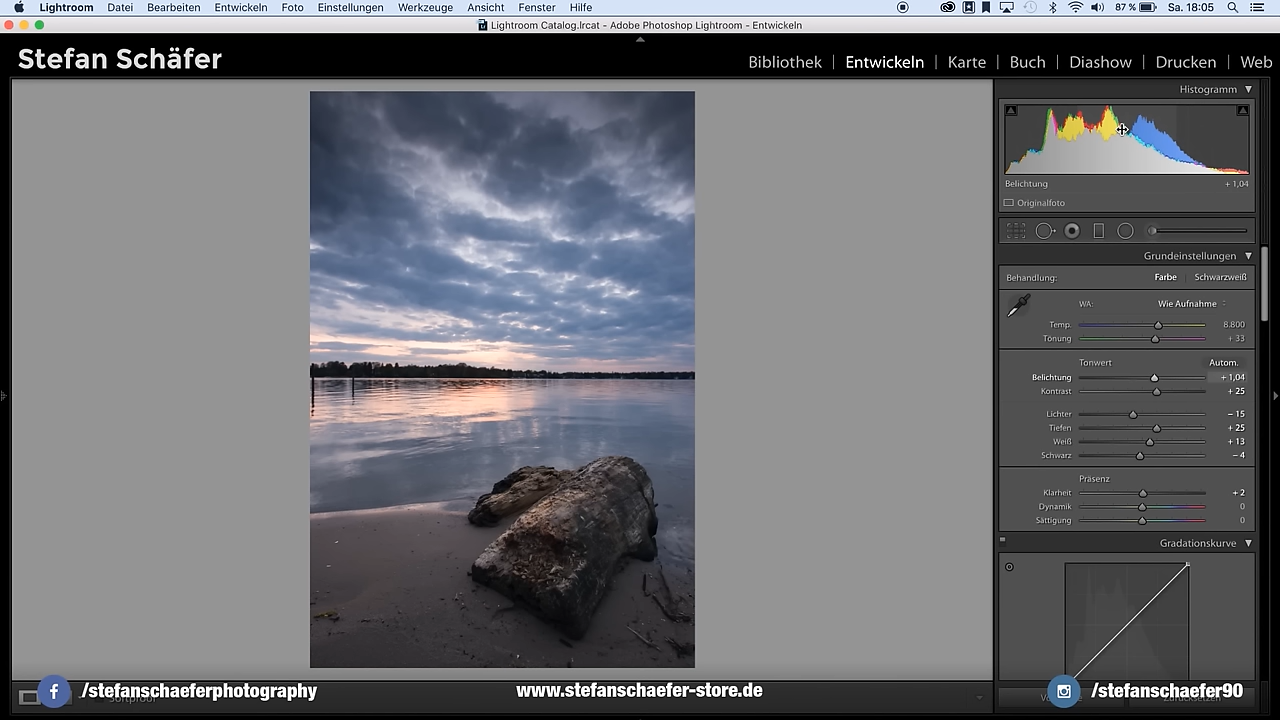 Lightroom Datei Bearbeiten Entwickeln Foto Einstellungen Werkzeuge Ansicht Fenster Hilfe 87 % Sa. 18:05
Lightroom Catalog.lrcat - Adobe Photoshop Lightroom - Entwickeln
Stefan Schäfer
Bibliothek | Entwickeln | Karte | Buch | Diashow | Drucken | Web
Histogramm
Belichtung + 1,04
Originalfoto
Grundeinstellungen
Behandlung: Farbe Schwarzweiß
WA: Wie Aufnahme
Temp. 8.800
Tönung + 33
Tonwert Autom.
Belichtung + 1,04
Kontrast + 25
Lichter − 15
Tiefen + 25
Weiß + 13
Schwarz − 4
Präsenz
Klarheit + 2
Dynamik 0
Sättigung 0
Gradationskurve
/stefanschaeferphotography
www.stefanschaefer-store.de
/stefanschaefer90
Softproof